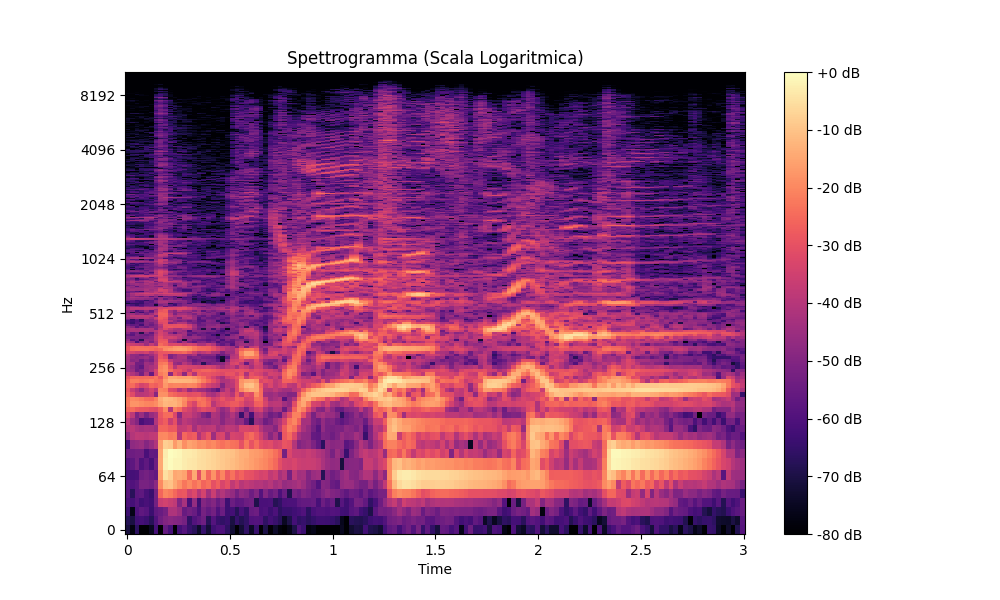 Spettrogramma (Scala Logaritmica)
Hz
8192
4096
2048
1024
512
256
128
64
0
0 0.5 1 1.5 2 2.5 3
Time
+0 dB
-10 dB
-20 dB
-30 dB
-40 dB
-50 dB
-60 dB
-70 dB
-80 dB